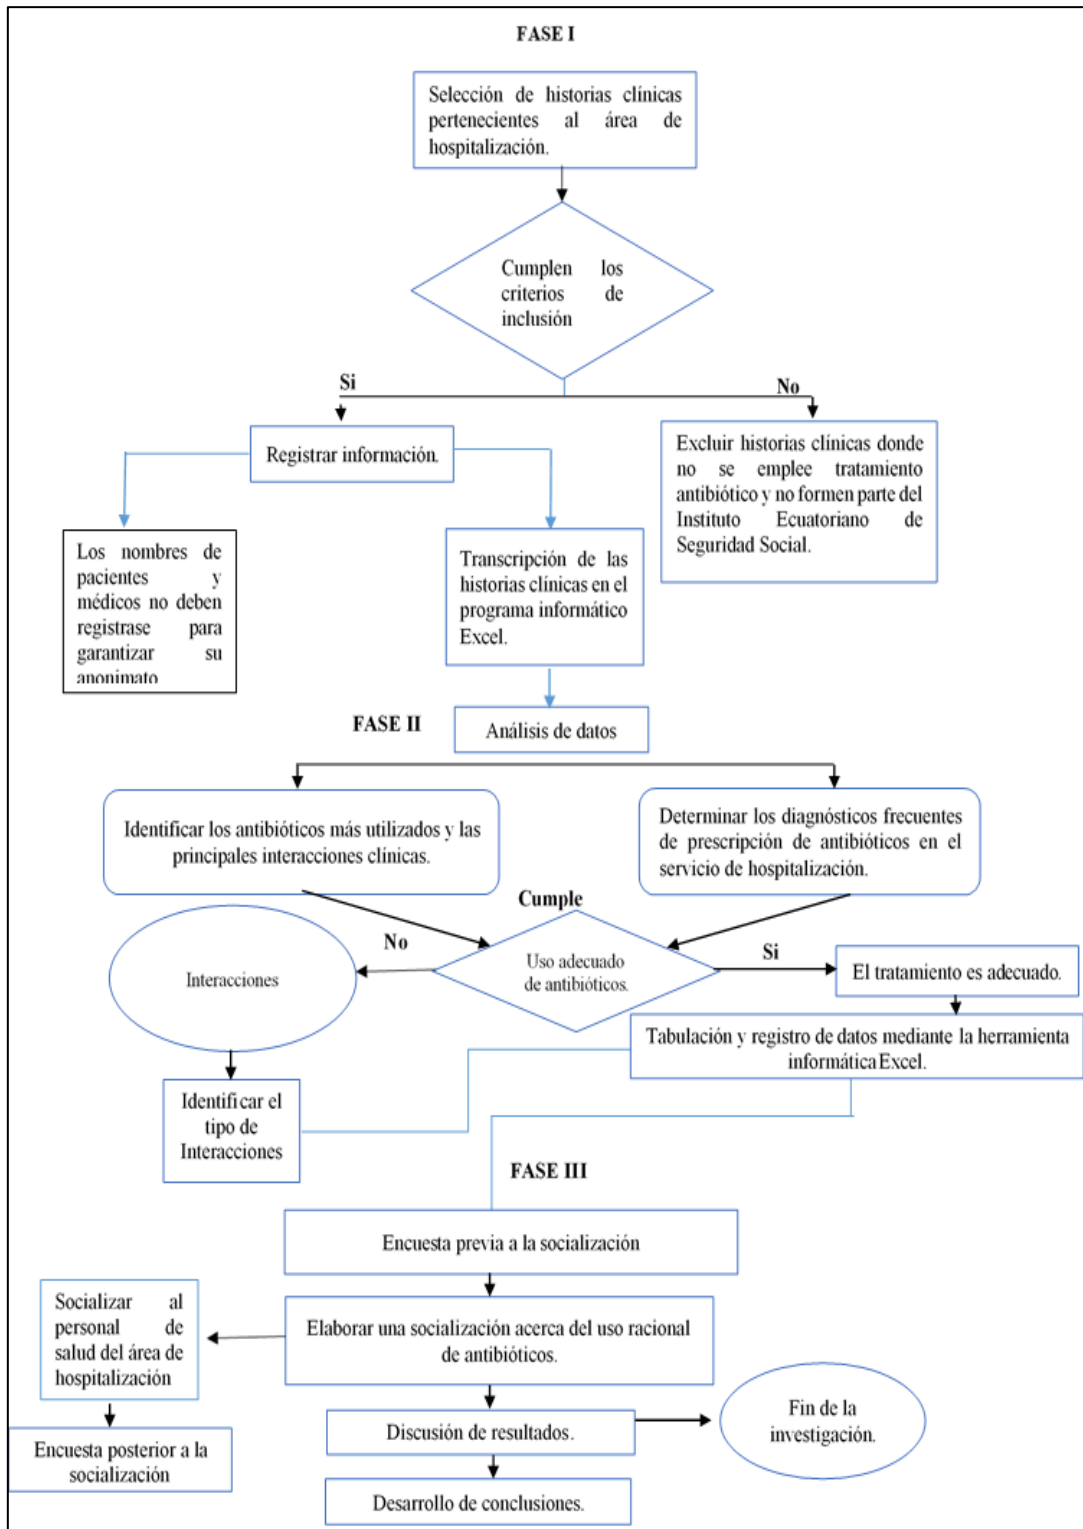 FASE I
Selección de historias clínicas
pertenecientes al área de
hospitalización.
Cumplen los
criterios de
inclusión
Si
No
Registrar información.
Excluir historias clínicas donde
no se emplee tratamiento
antibiótico y no formen parte del
Instituto Ecuatoriano de
Seguridad Social.
Los nombres de
pacientes y
médicos no deben
registrase para
garantizar su
anonimato
Transcripción de las
historias clínicas en el
programa informático
Excel.
FASE II
Análisis de datos
Identificar los antibióticos más utilizados y las
principales interacciones clínicas.
Determinar los diagnósticos frecuentes
de prescripción de antibióticos en el
servicio de hospitalización.
Cumple
No
Si
Interacciones
Uso adecuado
de antibióticos.
El tratamiento es adecuado.
Tabulación y registro de datos mediante la herramienta
informática Excel.
Identificar el
tipo de
Interacciones
FASE III
Encuesta previa a la socialización
Socializar al
personal de
salud del área de
hospitalización
Elaborar una socialización acerca del uso racional
de antibióticos.
Encuesta posterior a la
socialización
Discusión de resultados.
Fin de la
investigación.
Desarrollo de conclusiones.